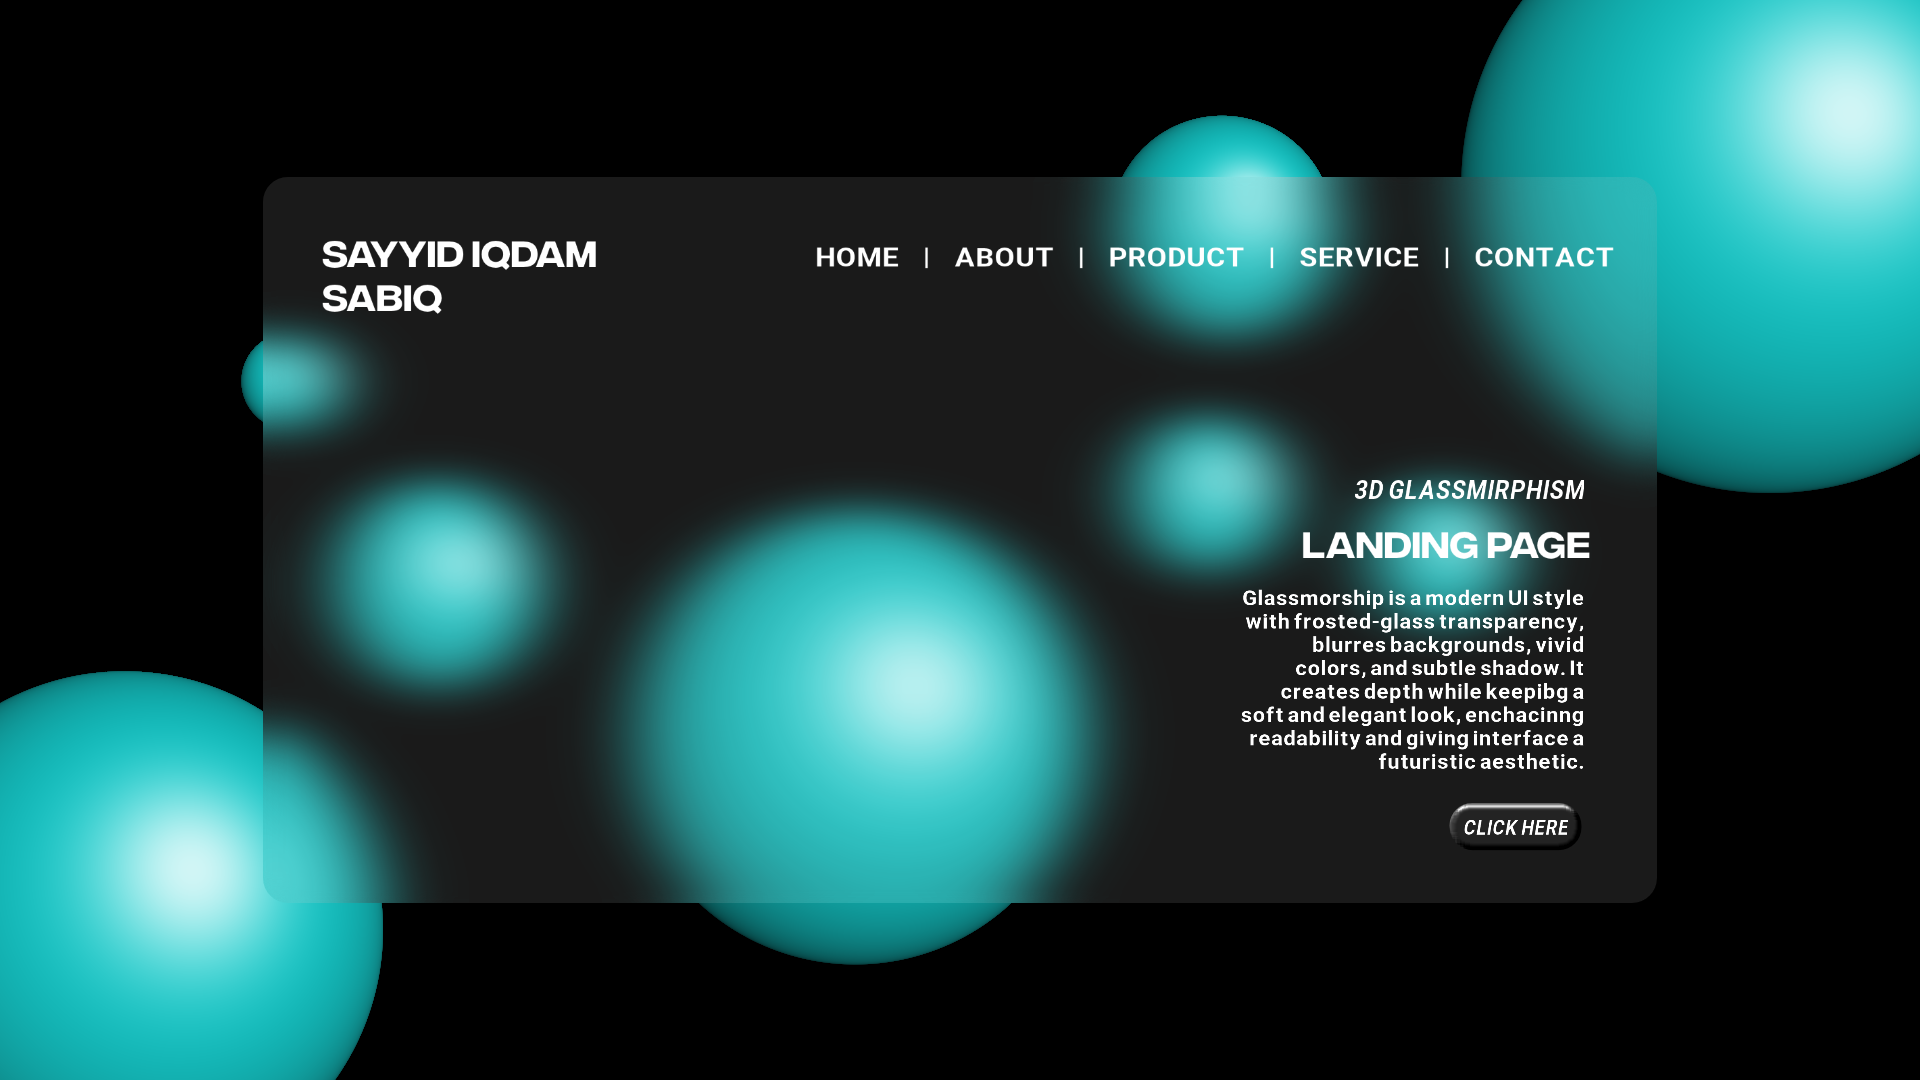 SAYYID IQDAM
SABIQ
HOME | ABOUT | PRODUCT | SERVICE | CONTACT
3D GLASSMIRPHISM
LANDING PAGE
Glassmorship is a modern UI style
with frosted-glass transparency,
blurres backgrounds, vivid
colors, and subtle shadow. It
creates depth while keepibg a
soft and elegant look, enchacinng
readability and giving interface a
futuristic aesthetic.
CLICK HERE